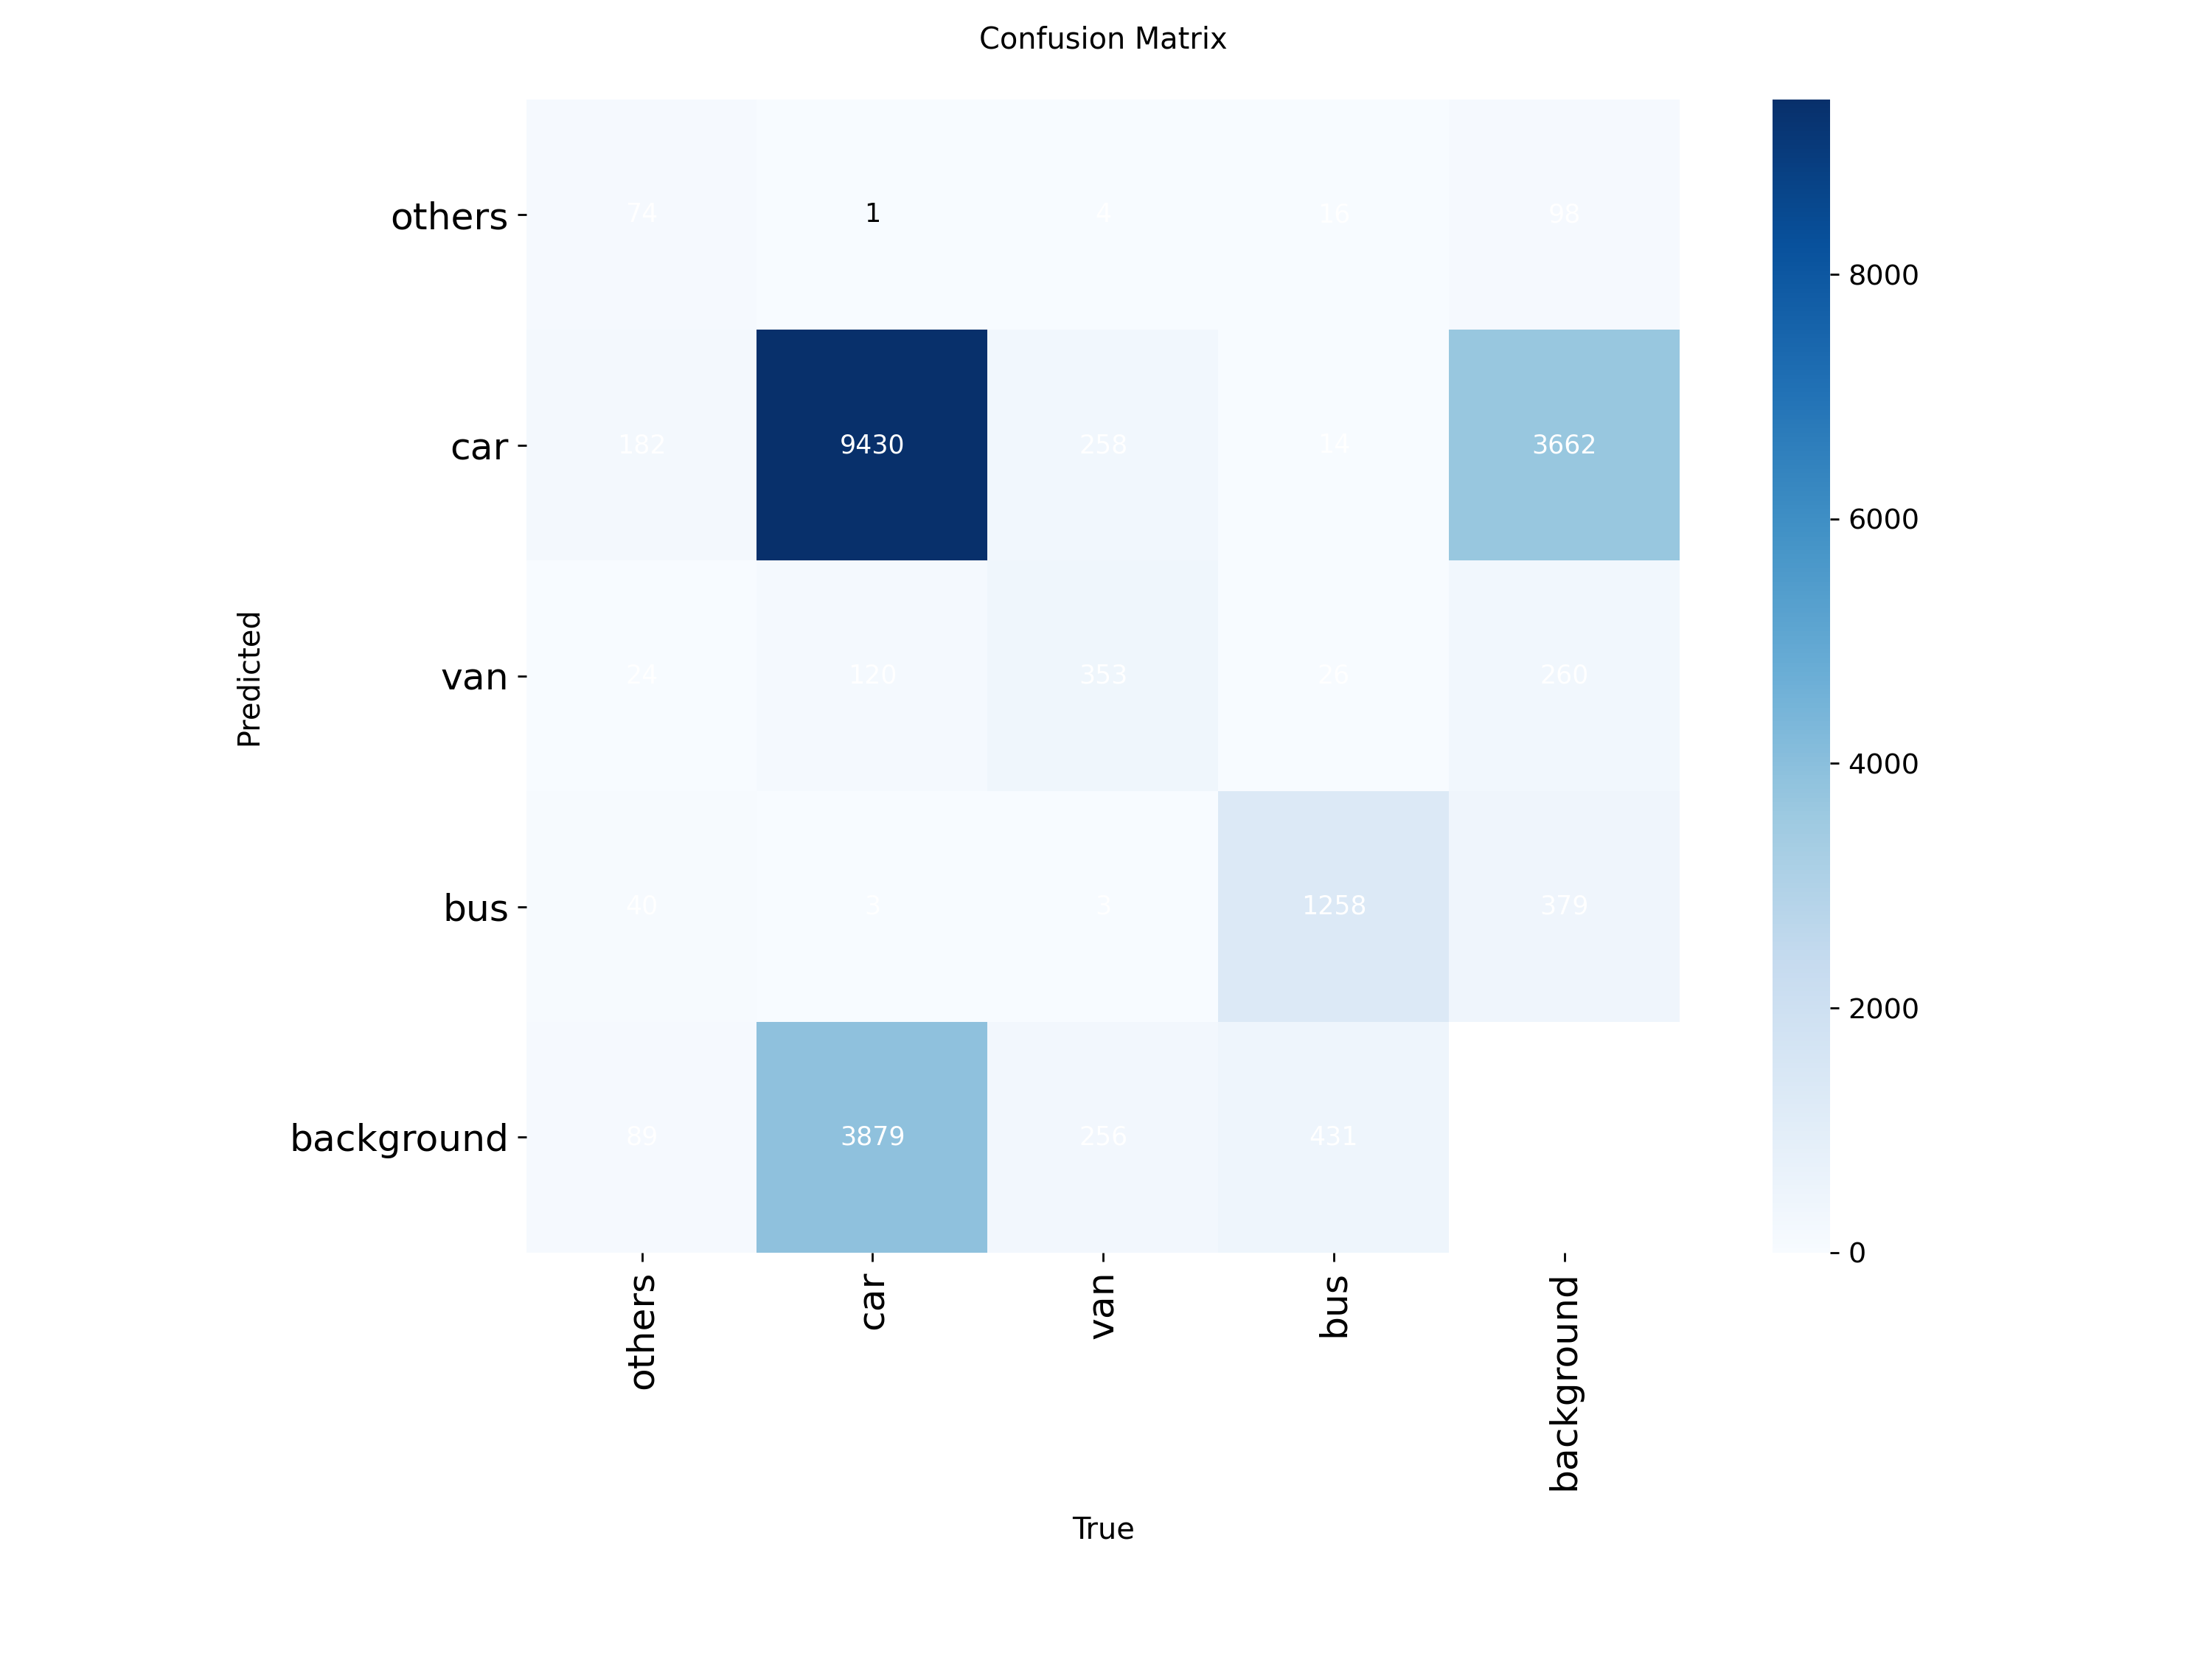 Confusion Matrix
others 74 1 4 16 98
8000
car 182 9430 258 14 3662
6000
Predicted
van 24 120 353 26 260
4000
bus 40 3 3 1258 379
2000
background 89 3879 256 431
0
others car van bus background
True